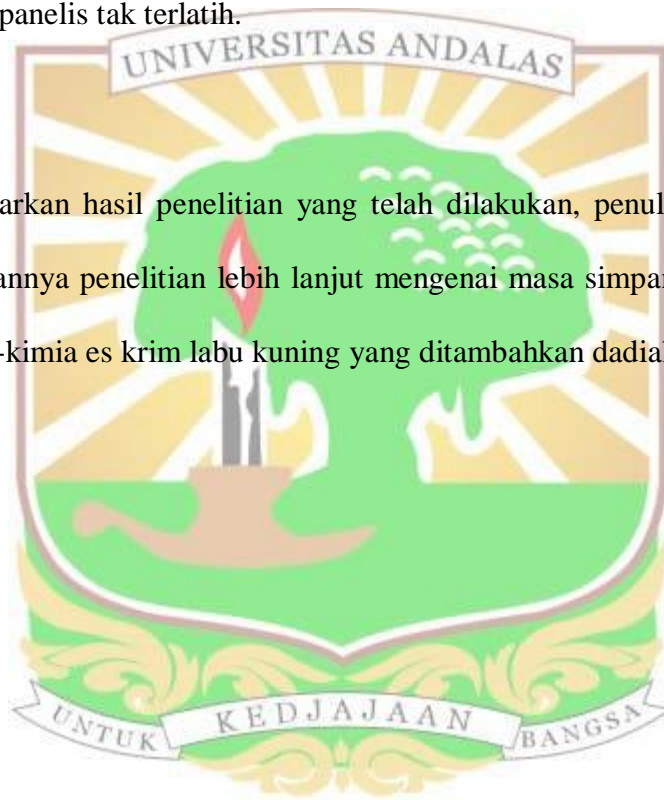 panelis tak terlatih.
UNIVERSITAS ANDALAS
arkan hasil penelitian yang telah dilakukan, penul
annya penelitian lebih lanjut mengenai masa simpan
-kimia es krim labu kuning yang ditambahkan dadial
UNTUK KEDJAJAAN BANGSA